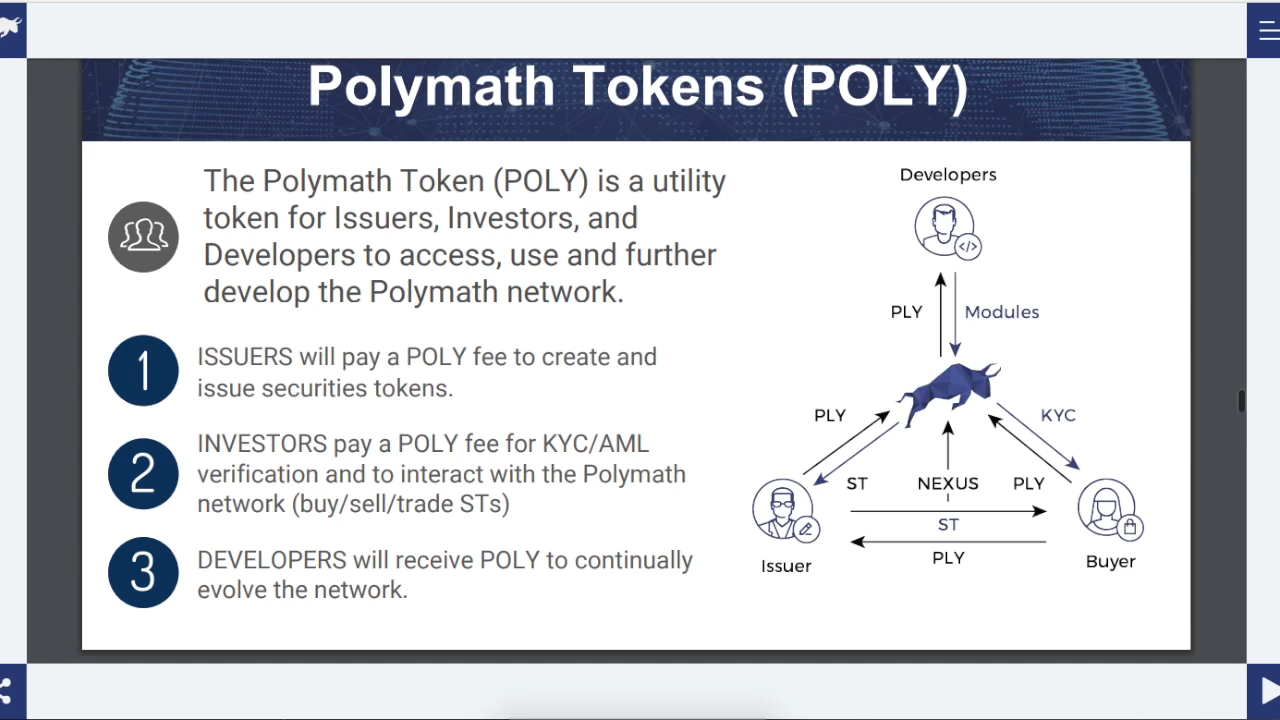 Polymath Tokens (POLY)
The Polymath Token (POLY) is a utility
token for Issuers, Investors, and
Developers to access, use and further
develop the Polymath network.
1
ISSUERS will pay a POLY fee to create and
issue securities tokens.
2
INVESTORS pay a POLY fee for KYC/AML
verification and to interact with the Polymath
network (buy/sell/trade STs)
3
DEVELOPERS will receive POLY to continually
evolve the network.
Developers
</>
PLY
Modules
PLY
KYC
ST
NEXUS
PLY
ST
PLY
Issuer
Buyer